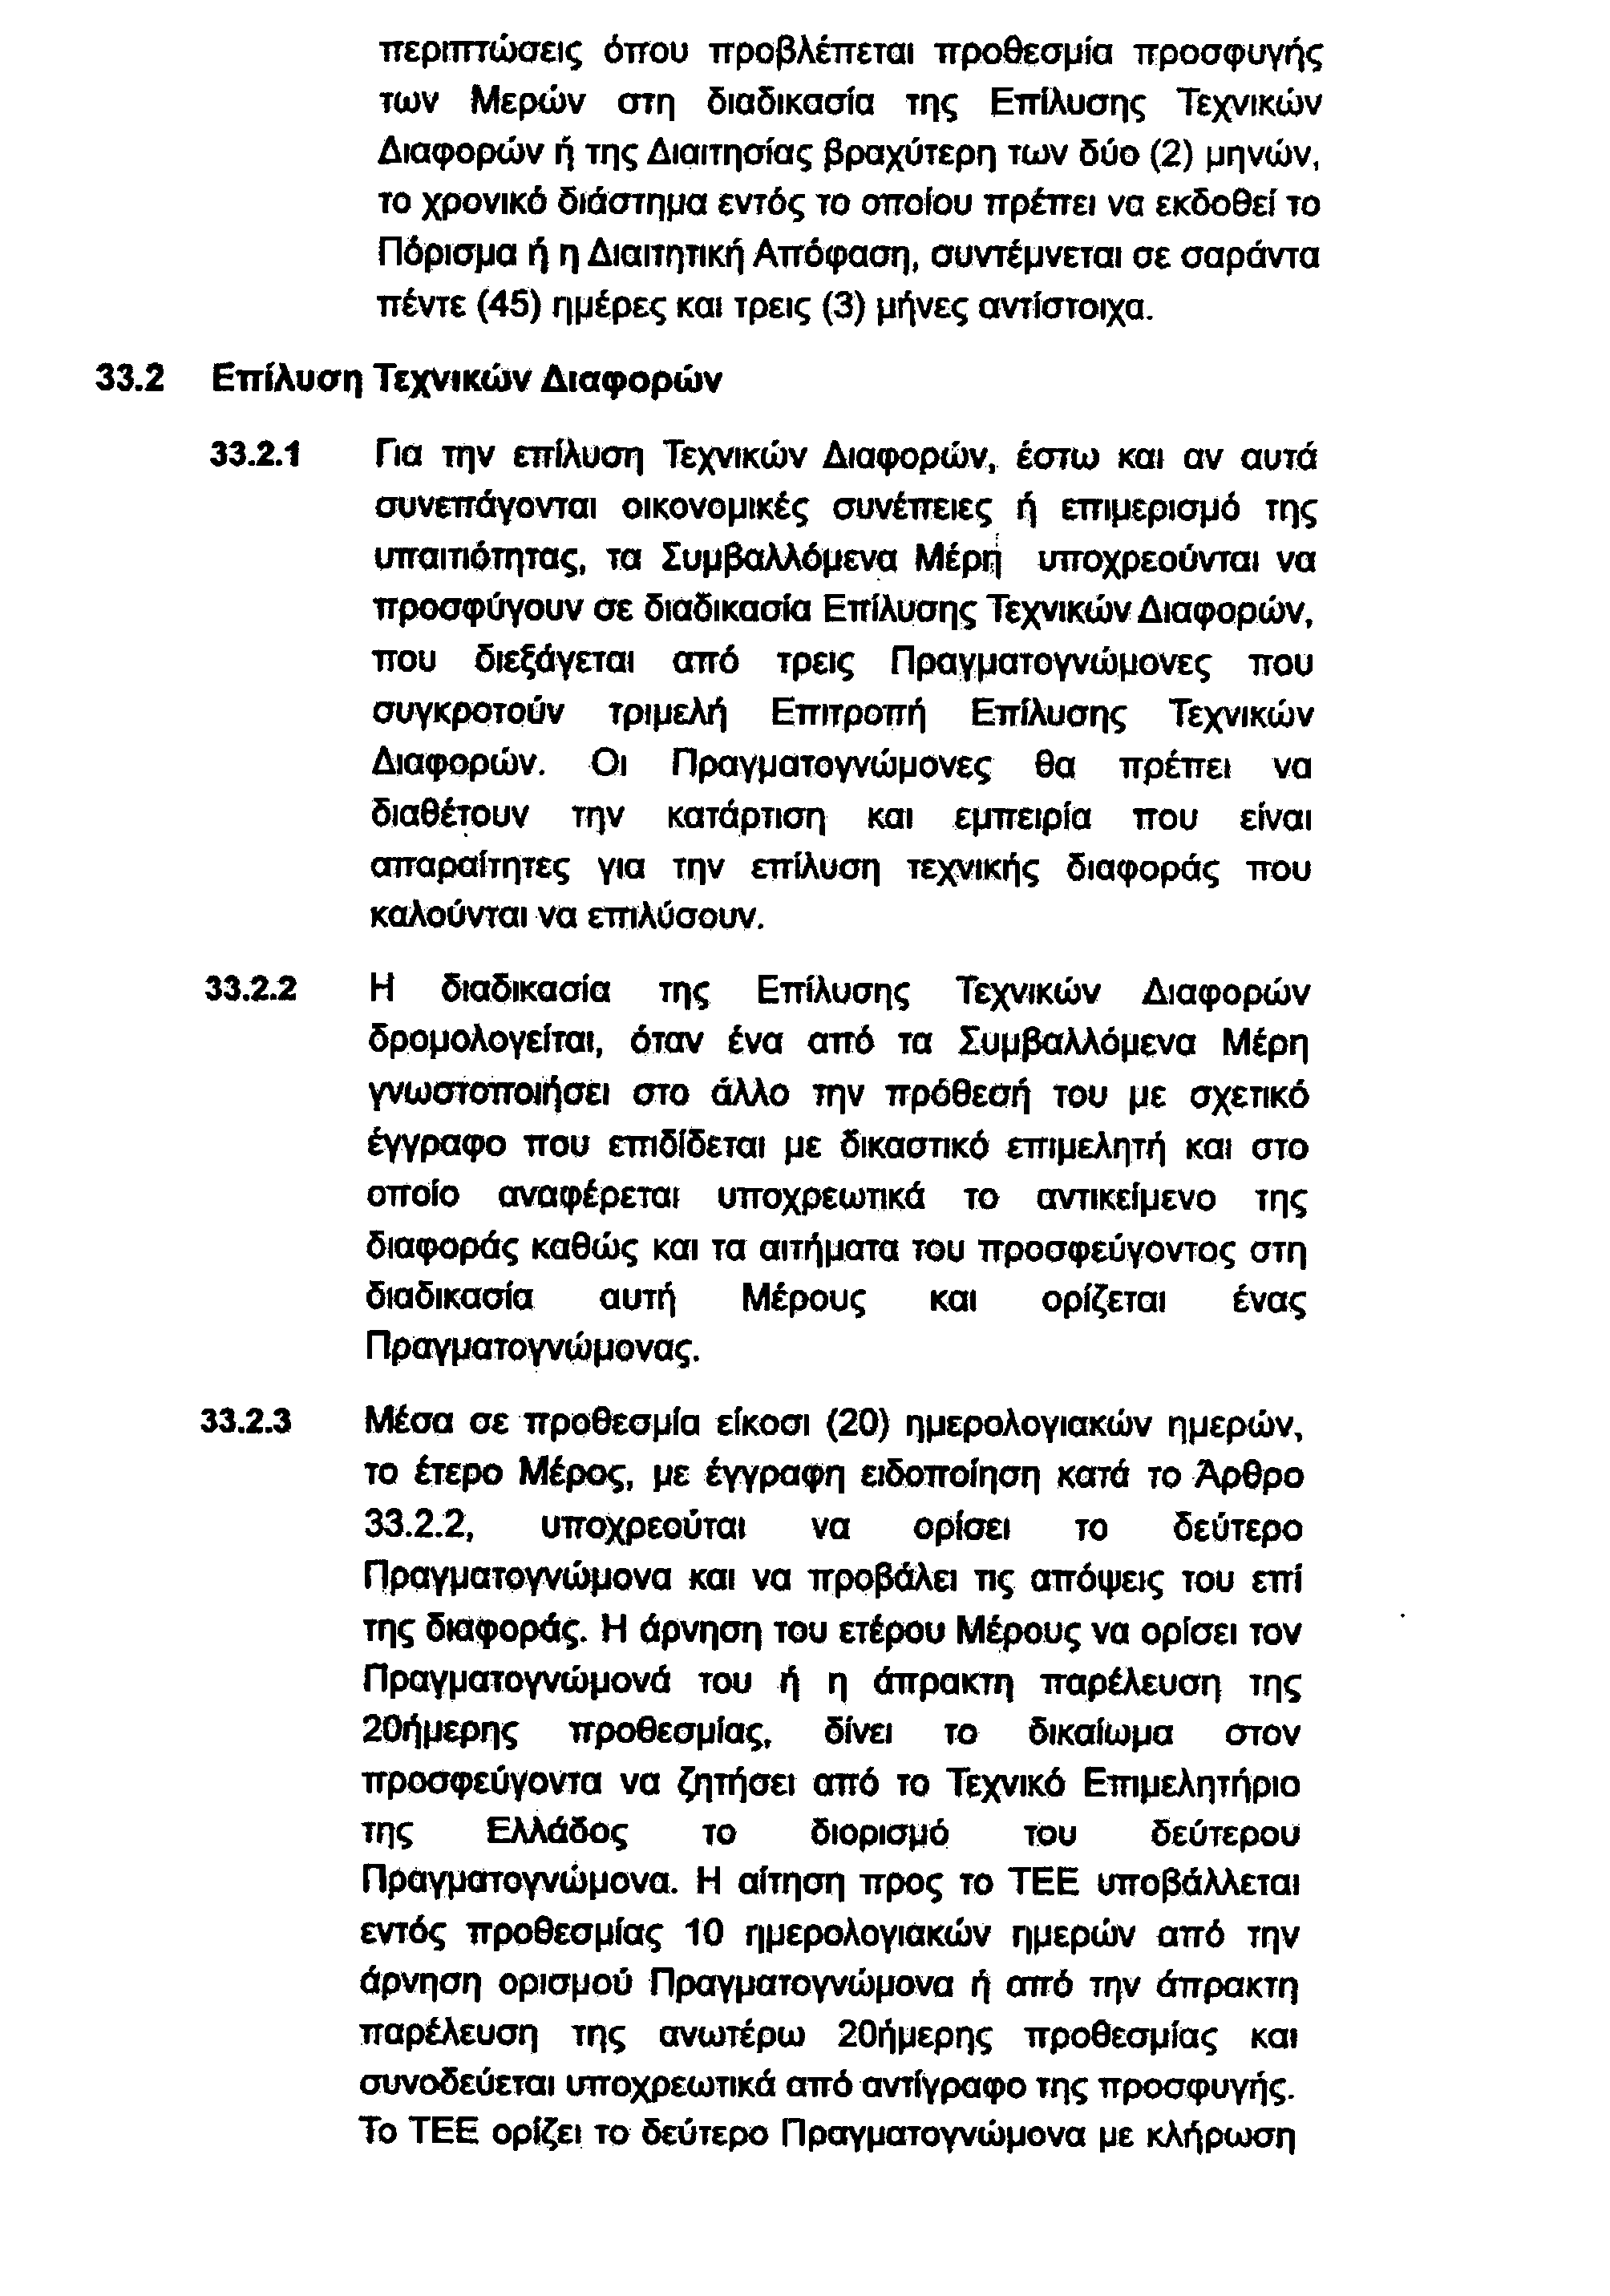 περιπτώσεις όπου προβλέπεται προθεσμία προσφυγής
των Μερών στη διαδικασία της Επίλυσης Τεχνικών
Διαφορών ή της Διαιτησίας βραχύτερη των δύο (2) μηνών,
το χρονικό διάστημα εντός το οποίου πρέπει να εκδοθεί το
Πόρισμα ή η Διαιτητική Απόφαση, συντέμνεται σε σαράντα
πέντε (45) ημέρες και τρεις (3) μήνες αντίστοιχα.
33.2 Επίλυση Τεχνικών Διαφορών
33.2.1 Για την επίλυση Τεχνικών Διαφορών, έστω και αν αυτά
συνεπάγονται οικονομικές συνέπειες ή επιμερισμό της
υπαιτιότητας, τα Συμβαλλόμενα Μέρη υποχρεούνται να
προσφύγουν σε διαδικασία Επίλυσης Τεχνικών Διαφορών,
που διεξάγεται από τρεις Πραγματογνώμονες που
συγκροτούν τριμελή Επιτροπή Επίλυσης Τεχνικών
Διαφορών. Οι Πραγματογνώμονες θα πρέπει να
διαθέτουν την κατάρτιση και εμπειρία που είναι
απαραίτητες για την επίλυση τεχνικής διαφοράς που
καλούνται να επιλύσουν.
33.2.2 Η διαδικασία της Επίλυσης Τεχνικών Διαφορών
δρομολογείται, όταν ένα από τα Συμβαλλόμενα Μέρη
γνωστοποιήσει στο άλλο την πρόθεσή του με σχετικό
έγγραφο που επιδίδεται με δικαστικό επιμελητή και στο
οποίο αναφέρεται υποχρεωτικά το αντικείμενο της
διαφοράς καθώς και τα αιτήματα του προσφεύγοντος στη
διαδικασία αυτή Μέρους και ορίζεται ένας
Πραγματογνώμονας.
33.2.3 Μέσα σε προθεσμία είκοσι (20) ημερολογιακών ημερών,
το έτερο Μέρος, με έγγραφη ειδοποίηση κατά το Άρθρο
33.2.2, υποχρεούται να ορίσει το δεύτερο
Πραγματογνώμονα και να προβάλει τις απόψεις του επί
της διαφοράς. Η άρνηση του ετέρου Μέρους να ορίσει τον
Πραγματογνώμονά του ή η άπρακτη παρέλευση της
20ήμερης προθεσμίας, δίνει το δικαίωμα στον
προσφεύγοντα να ζητήσει από το Τεχνικό Επιμελητήριο
της Ελλάδος το διορισμό του δεύτερου
Πραγματογνώμονα. Η αίτηση προς το ΤΕΕ υποβάλλεται
εντός προθεσμίας 10 ημερολογιακών ημερών από την
άρνηση ορισμού Πραγματογνώμονα ή από την άπρακτη
παρέλευση της ανωτέρω 20ήμερης προθεσμίας και
συνοδεύεται υποχρεωτικά από αντίγραφο της προσφυγής.
Το ΤΕΕ ορίζει το δεύτερο Πραγματογνώμονα με κλήρωση